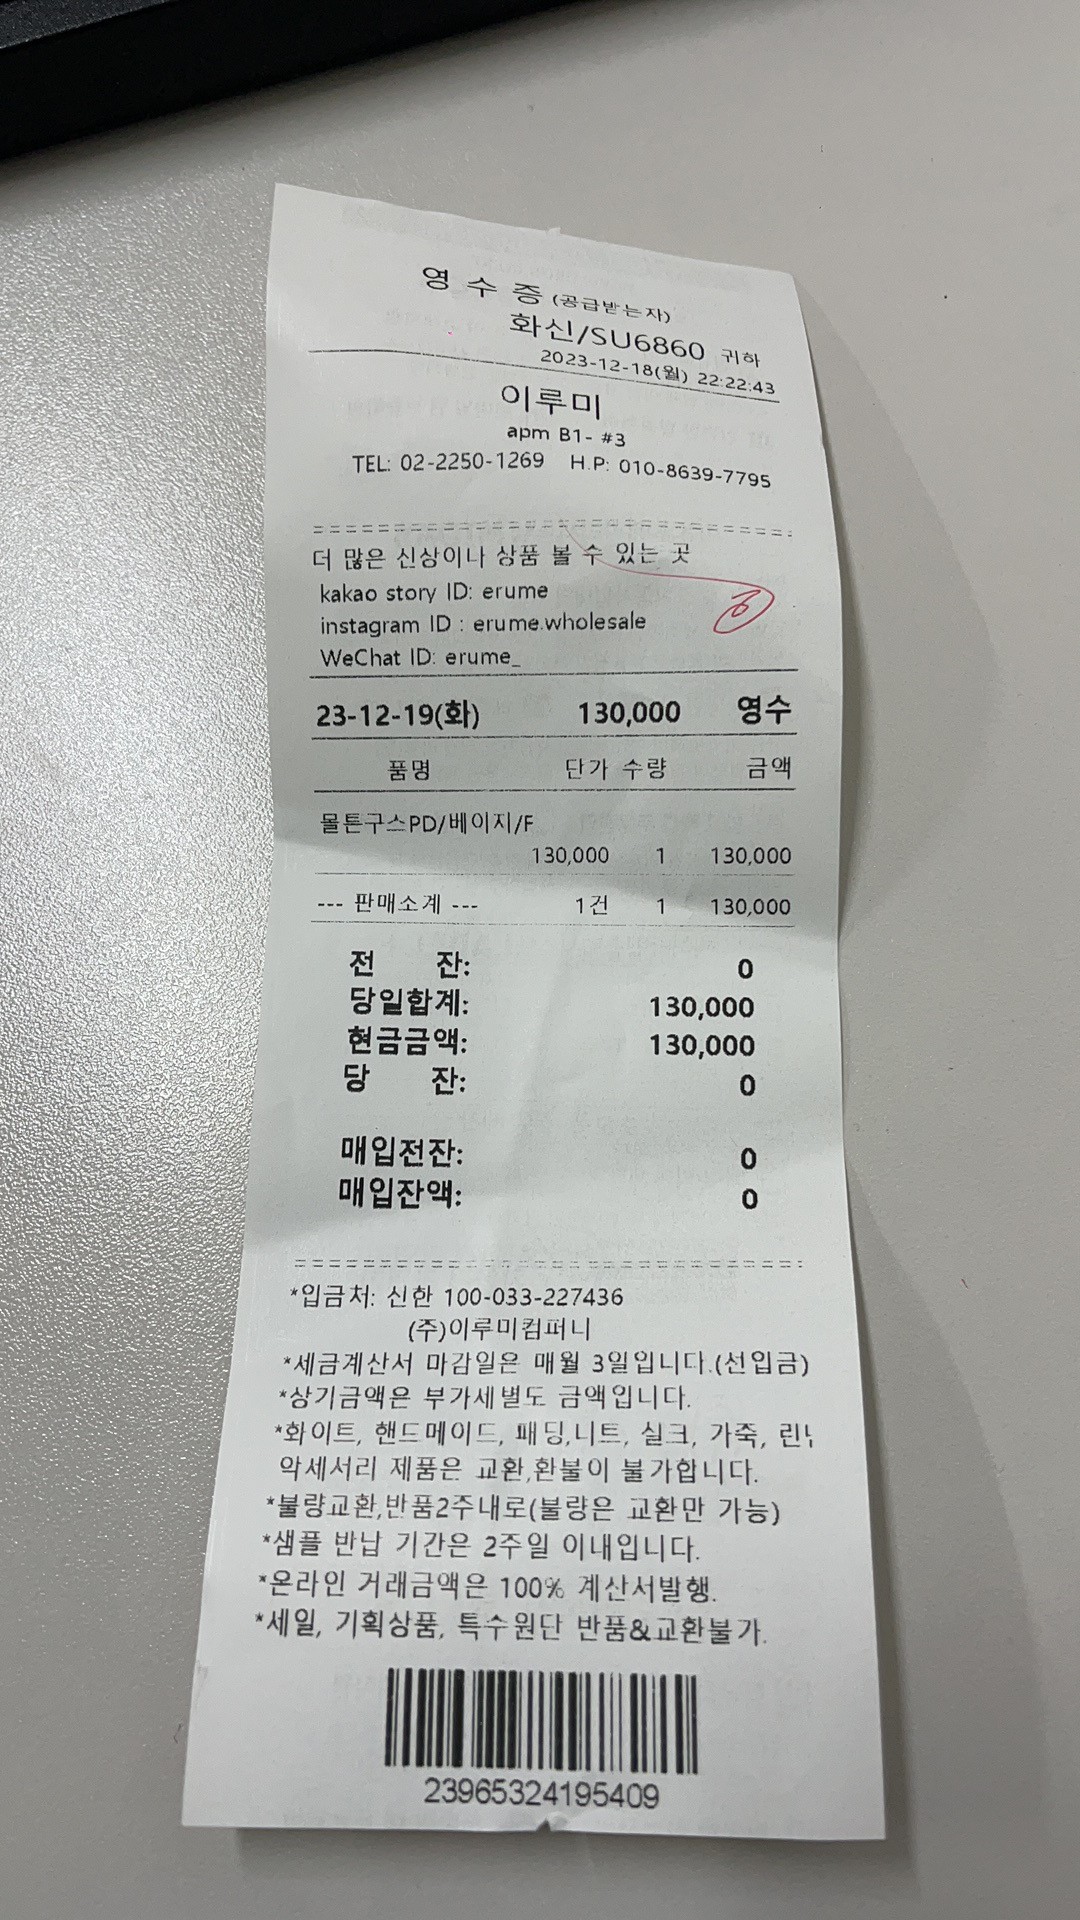 영 수 증 (공급받는자)
화신/SU6860 귀하
2023-12-18(월) 22:22:43
이루미
apm B1- #3
TEL: 02-2250-1269 H.P: 010-8639-7795
더 많은 신상이나 상품 볼 수 있는 곳
kakao story ID: erume
instagram ID : erume.wholesale
WeChat ID: erume_
23-12-19(화) 130,000 영수
품명 단가 수량 금액
몰튼구스PD/베이지/F
130,000 1 130,000
--- 판매소계 --- 1건 1 130,000
전 잔: 0
당일합계: 130,000
현금금액: 130,000
당 잔: 0
매입전잔: 0
매입잔액: 0
*입금처: 신한 100-033-227436
(주)이루미컴퍼니
*세금계산서 마감일은 매월 3일입니다.(선입금)
*상기금액은 부가세별도 금액입니다.
*화이트, 핸드메이드, 패딩,니트, 실크, 가죽,
악세서리 제품은 교환,환불이 불가합니다.
*불량교환,반품2주내로(불량은 교환만 가능)
*샘플 반납 기간은 2주일 이내입니다.
*온라인 거래금액은 100% 계산서발행.
*세일, 기획상품, 특수원단 반품&교환불가.
23965324195409